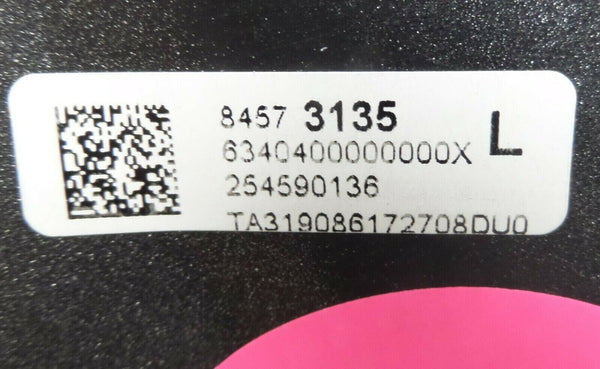 8457 3135 L
6340400000000X
254590136
TA319086172708DU0